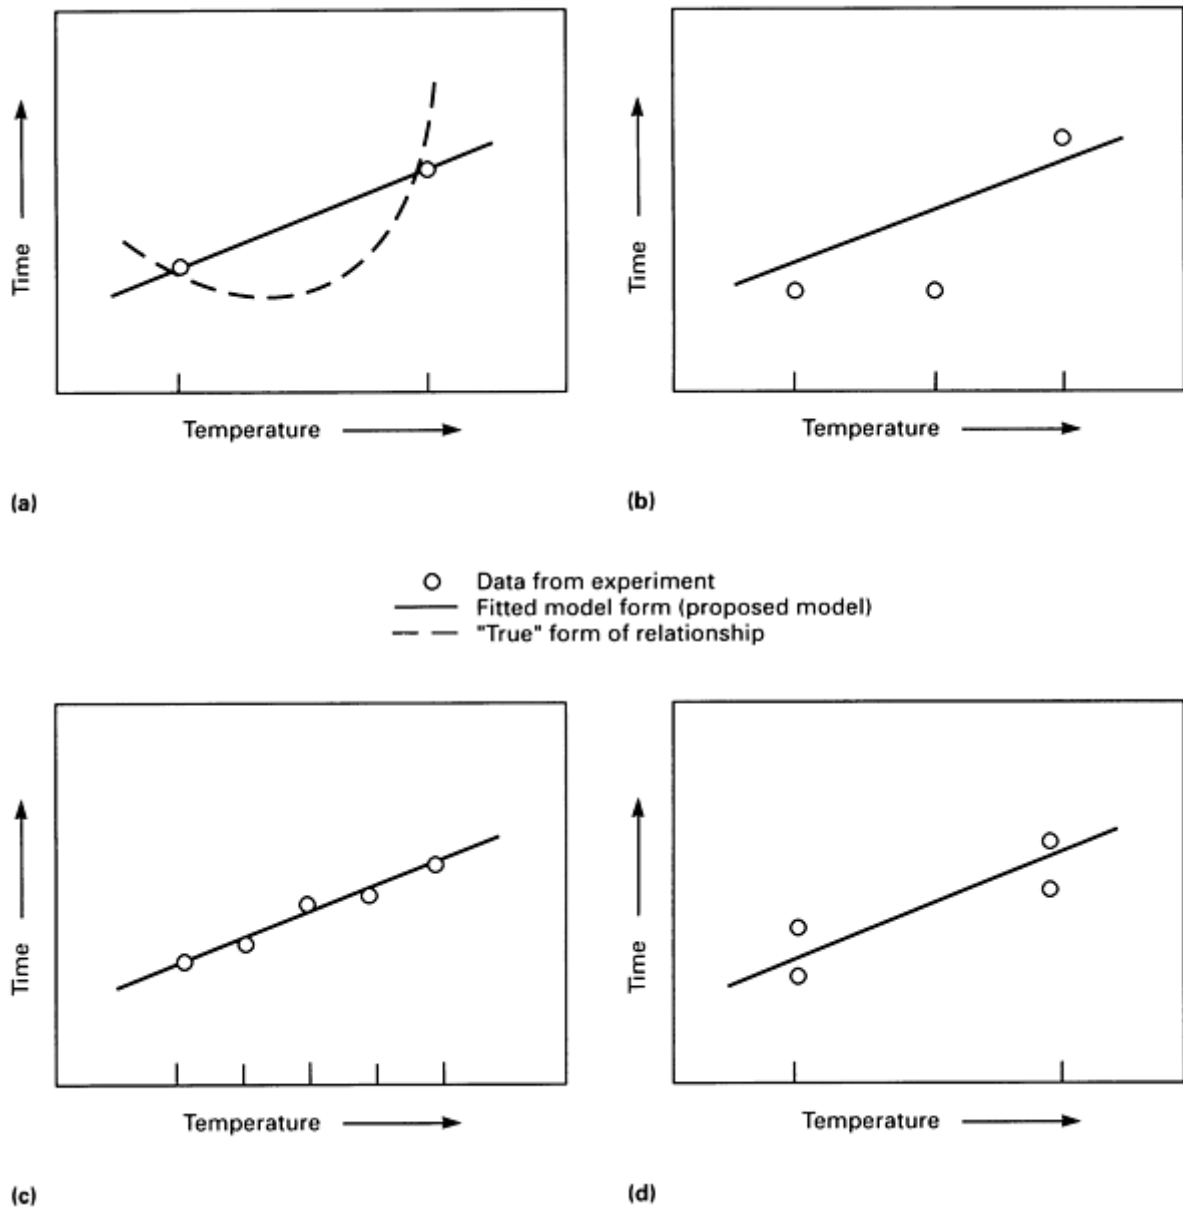 Time
Temperature
(a)
Time
Temperature
(b)
Data from experiment
Fitted model form (proposed model)
"True" form of relationship
Time
Temperature
(c)
Time
Temperature
(d)